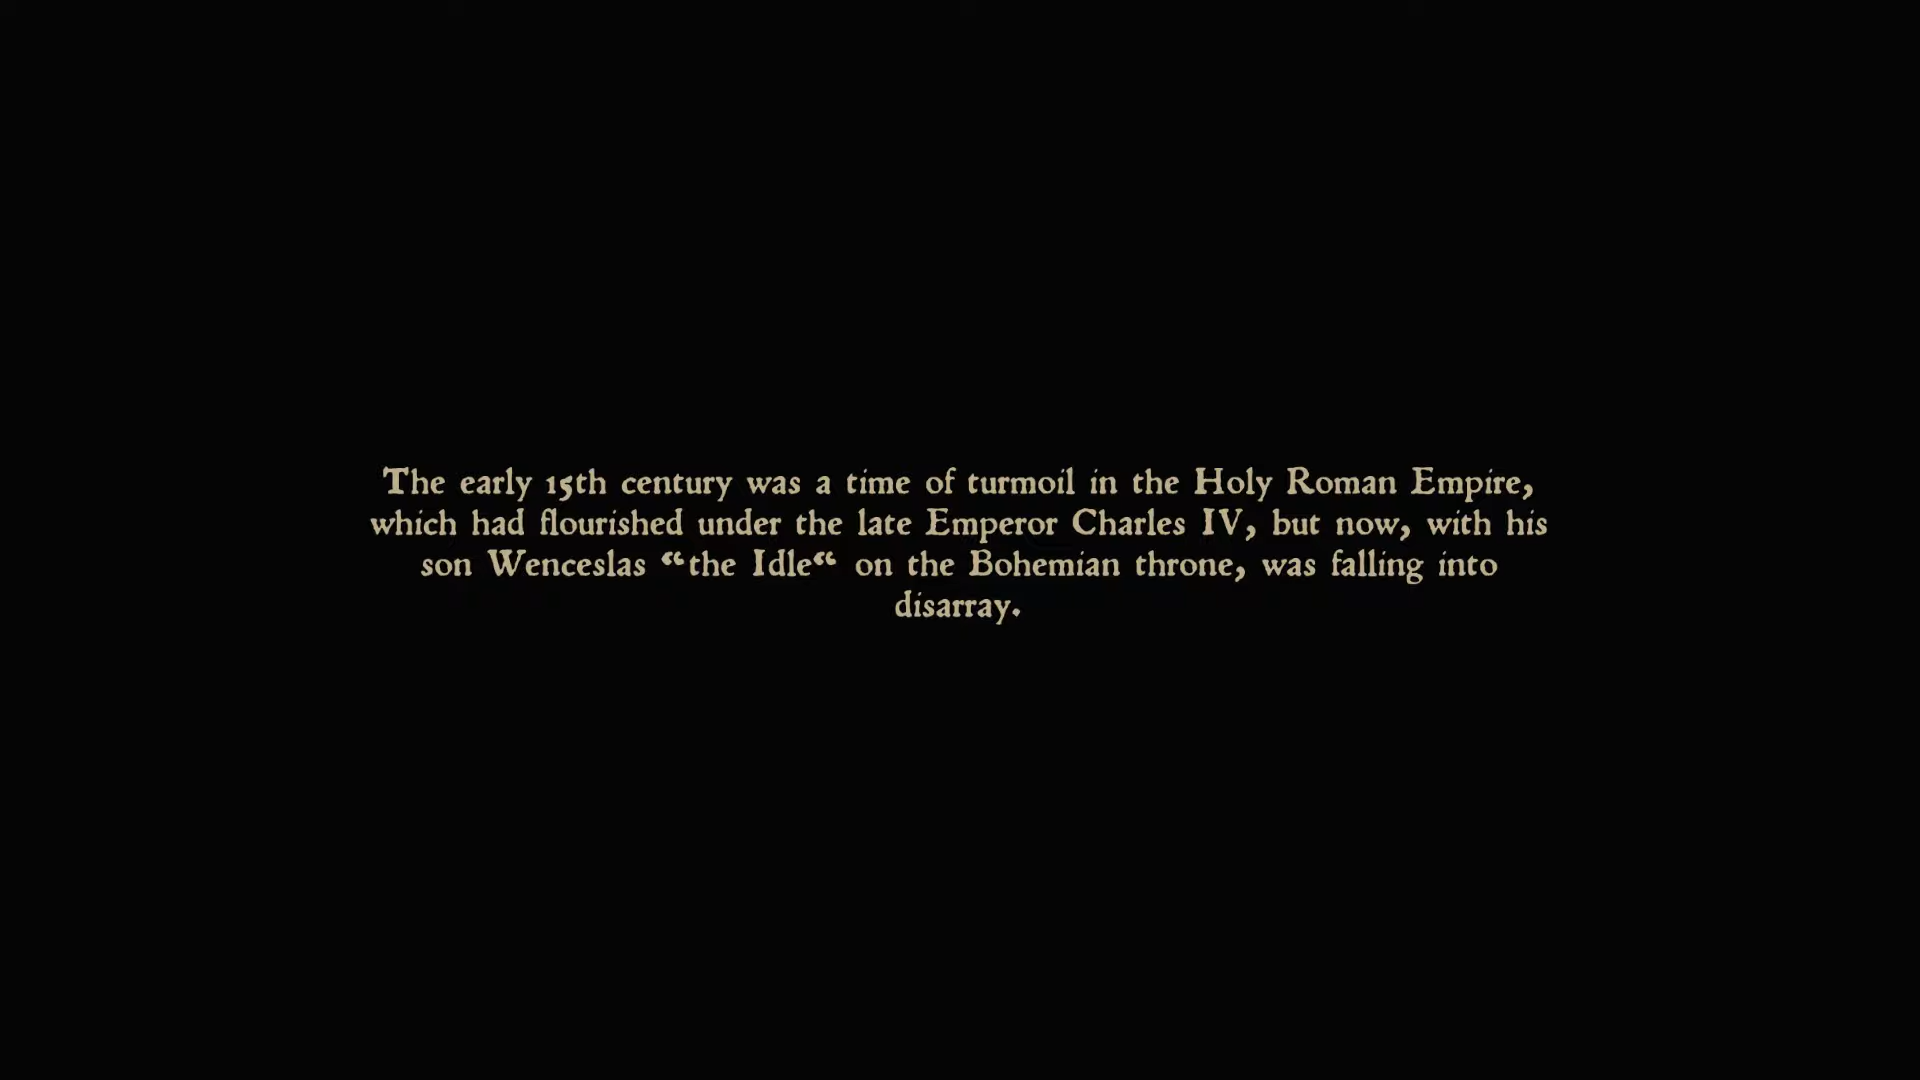 The early 15th century was a time of turmoil in the Holy Roman Empire,
which had flourished under the late Emperor Charles IV, but now, with his
son Wenceslas “the Idle“ on the Bohemian throne, was falling into
disarray.